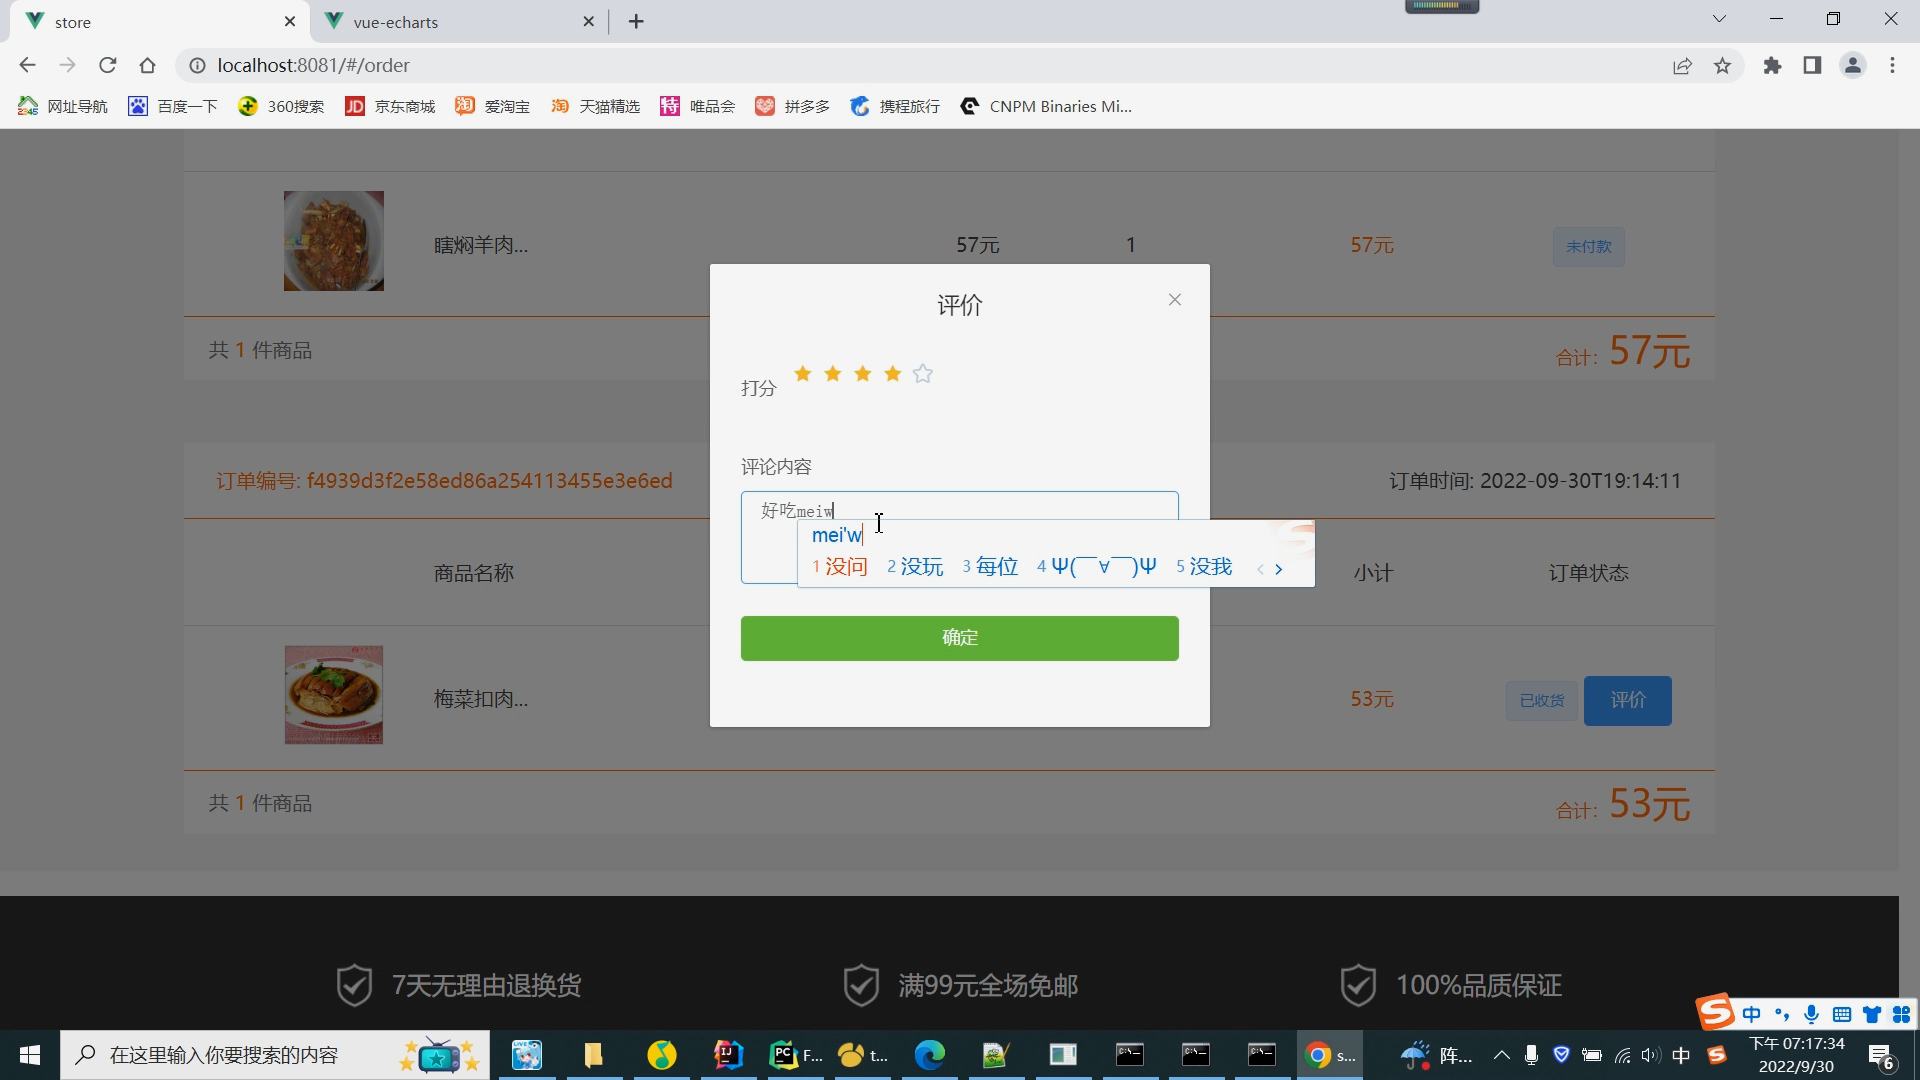 store
vue-echarts
localhost:8081/#/order
网址导航
百度一下
360搜索
京东商城
爱淘宝
天猫精选
唯品会
拼多多
携程旅行
CNPM Binaries Mi...
瞎焖羊肉...
57元
1
57元
未付款
共 1 件商品
合计: 57元
评价
打分
评论内容
好吃meiw
mei'w
1 没问 2 没玩 3 每位 4 Ψ(￣∀￣)Ψ 5 没我
确定
订单编号: f4939d3f2e58ed86a254113455e3e6ed
订单时间: 2022-09-30T19:14:11
商品名称
小计
订单状态
梅菜扣肉...
53元
已收货
评价
共 1 件商品
合计: 53元
7天无理由退换货
满99元全场免邮
100%品质保证
中
在这里输入你要搜索的内容
F...
t...
s...
阵...
中
下午 07:17:34
2022/9/30
6